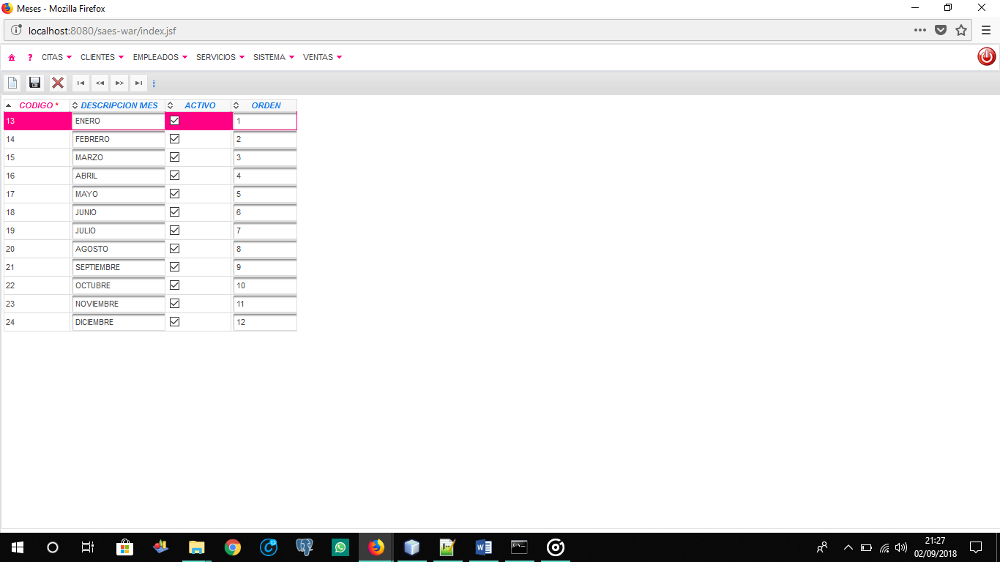 Meses - Mozilla Firefox
localhost:8080/saes-war/index.jsf
? CITAS CLIENTES EMPLEADOS SERVICIOS SISTEMA VENTAS
CODIGO * DESCRIPCION MES ACTIVO ORDEN
13 ENERO 1
14 FEBRERO 2
15 MARZO 3
16 ABRIL 4
17 MAYO 5
18 JUNIO 6
19 JULIO 7
20 AGOSTO 8
21 SEPTIEMBRE 9
22 OCTUBRE 10
23 NOVIEMBRE 11
24 DICIEMBRE 12
21:27
02/09/2018